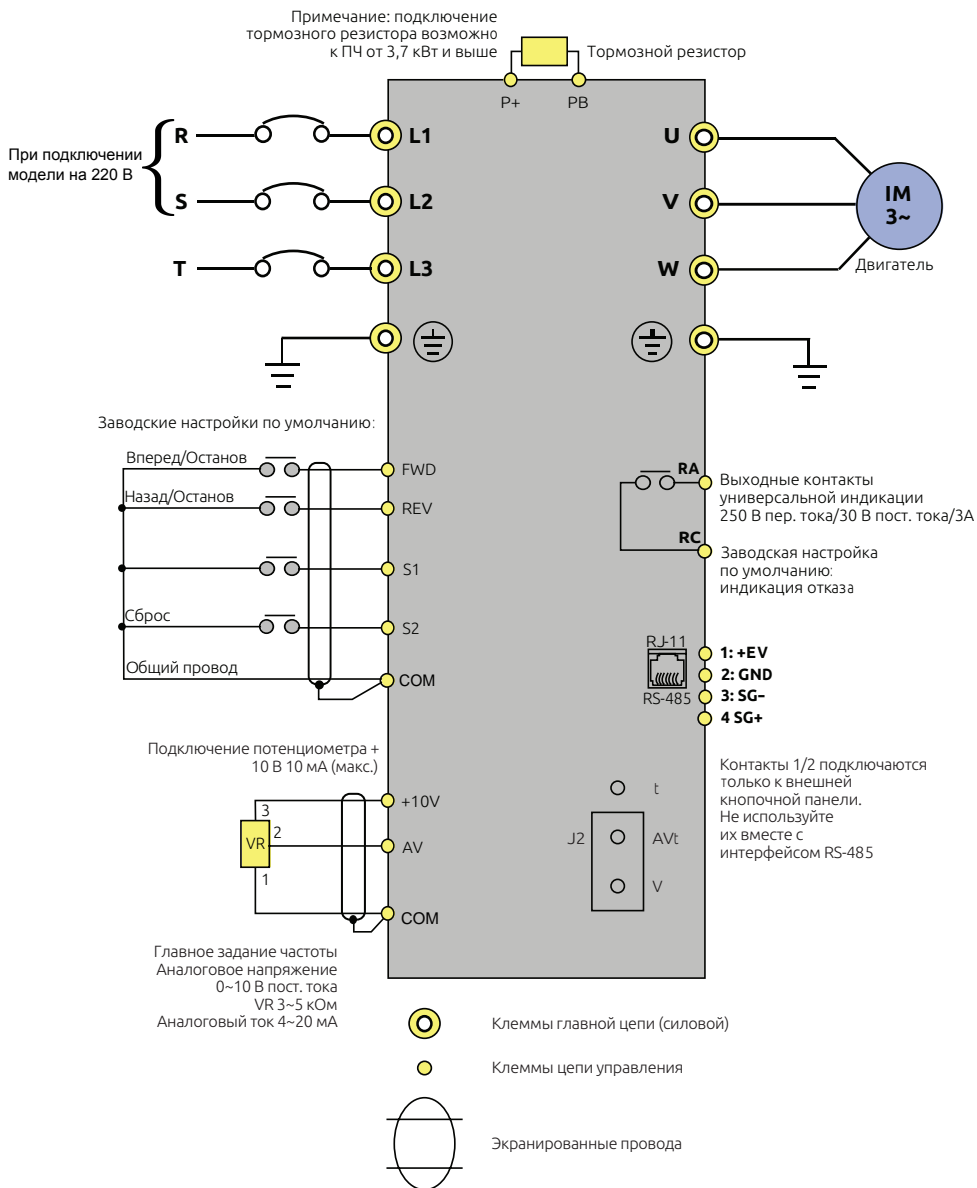 Примечание: подключение
тормозного резистора возможно
к ПЧ от 3,7 кВт и выше
Тормозной резистор
P+
PB
При подключении
модели на 220 В
R
L1
S
L2
T
L3
U
V
W
IM
3~
Двигатель
Заводские настройки по умолчанию:
Вперед/Останов
FWD
Назад/Останов
REV
S1
Сброс
S2
Общий провод
COM
RA
Выходные контакты
универсальной индикации
250 В пер. тока/30 В пост. тока/3А
RC
Заводская настройка
по умолчанию:
индикация отказа
RJ-11
RS-485
1: +EV
2: GND
3: SG-
4 SG+
Контакты 1/2 подключаются
только к внешней
кнопочной панели.
Не используйте
их вместе с
интерфейсом RS-485
Подключение потенциометра +
10 В 10 мА (макс.)
3
+10V
VR
2
AV
1
COM
t
J2
AVt
V
Главное задание частоты
Аналоговое напряжение
0~10 В пост. тока
VR 3~5 кОм
Аналоговый ток 4~20 мА
Клеммы главной цепи (силовой)
Клеммы цепи управления
Экранированные провода